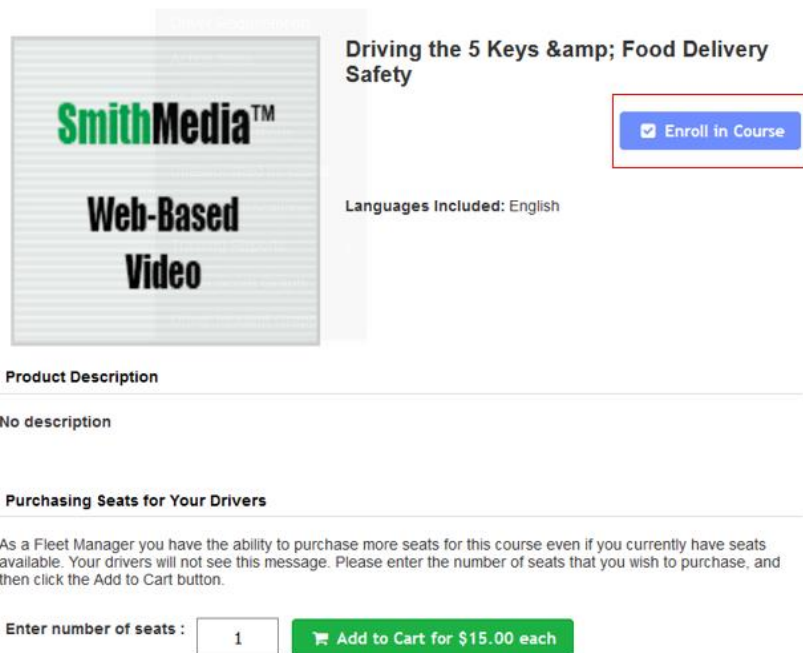 Driving the 5 Keys &amp; Food Delivery
Safety
SmithMedia™
Web-Based
Video
Enroll in Course
Languages Included: English
Product Description
No description
Purchasing Seats for Your Drivers
As a Fleet Manager you have the ability to purchase more seats for this course even if you currently have seats
available. Your drivers will not see this message. Please enter the number of seats that you wish to purchase, and
then click the Add to Cart button.
Enter number of seats :
1
Add to Cart for $15.00 each